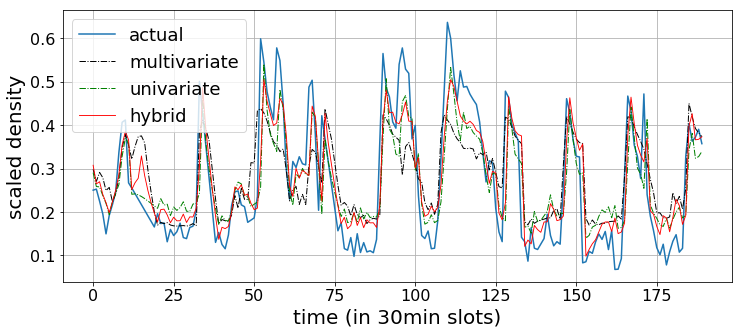 actual
multivariate
univariate
hybrid
scaled density
0.6
0.5
0.4
0.3
0.2
0.1
0 25 50 75 100 125 150 175
time (in 30min slots)